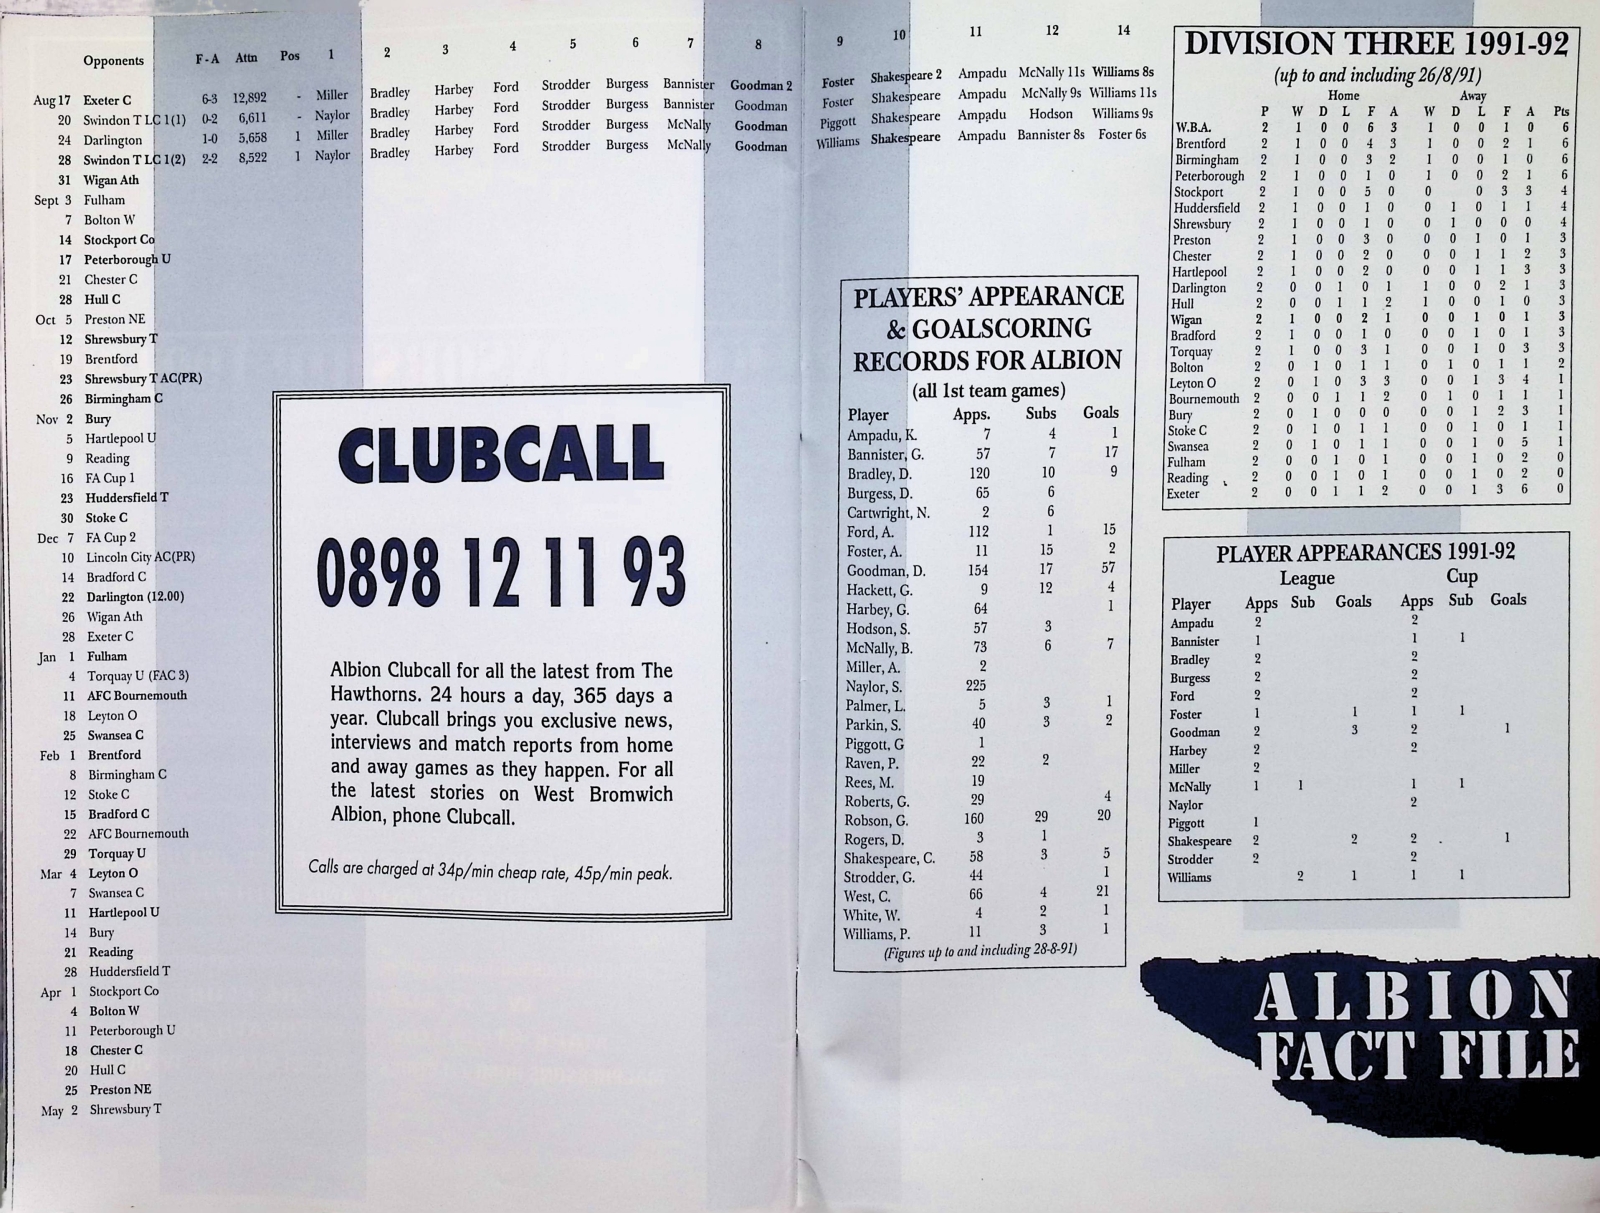 Opponents F - A Attn Pos 1 2 3 4 5 6 7 8 9 10 11 12 14
Aug 17 Exeter C 6-3 12,892 - Miller Bradley Harbey Ford Strodder Burgess Bannister Goodman 2 Foster Shakespeare 2 Ampadu McNally 11s Williams 8s
20 Swindon T LC 1(1) 0-2 6,611 - Naylor Bradley Harbey Ford Strodder Burgess Bannister Goodman Foster Shakespeare Ampadu McNally 9s Williams 11s
24 Darlington 1-0 5,658 1 Miller Bradley Harbey Ford Strodder Burgess McNally Goodman Piggott Shakespeare Ampadu Hodson Williams 9s
28 Swindon T LC 1(2) 2-2 8,522 1 Naylor Bradley Harbey Ford Strodder Burgess McNally Goodman Williams Shakespeare Ampadu Bannister 8s Foster 6s
31 Wigan Ath
Sept 3 Fulham
7 Bolton W
14 Stockport Co
17 Peterborough U
21 Chester C
28 Hull C
Oct 5 Preston NE
12 Shrewsbury T
19 Brentford
23 Shrewsbury T AC(PR)
26 Birmingham C
Nov 2 Bury
5 Hartlepool U
9 Reading
16 FA Cup 1
23 Huddersfield T
30 Stoke C
Dec 7 FA Cup 2
10 Lincoln City AC(PR)
14 Bradford C
22 Darlington (12.00)
26 Wigan Ath
28 Exeter C
Jan 1 Fulham
4 Torquay U (FAC 3)
11 AFC Bournemouth
18 Leyton O
25 Swansea C
Feb 1 Brentford
8 Birmingham C
12 Stoke C
15 Bradford C
22 AFC Bournemouth
29 Torquay U
Mar 4 Leyton O
7 Swansea C
11 Hartlepool U
14 Bury
21 Reading
28 Huddersfield T
Apr 1 Stockport Co
4 Bolton W
11 Peterborough U
18 Chester C
20 Hull C
25 Preston NE
May 2 Shrewsbury T
CLUBCALL
0898 12 11 93
Albion Clubcall for all the latest from The
Hawthorns. 24 hours a day, 365 days a
year. Clubcall brings you exclusive news,
interviews and match reports from home
and away games as they happen. For all
the latest stories on West Bromwich
Albion, phone Clubcall.
Calls are charged at 34p/min cheap rate, 45p/min peak.
PLAYERS' APPEARANCE
& GOALSCORING
RECORDS FOR ALBION
(all 1st team games)
Player Apps. Subs Goals
Ampadu, K. 7 4 1
Bannister, G. 57 7 17
Bradley, D. 120 10 9
Burgess, D. 65 6
Cartwright, N. 2 6
Ford, A. 112 1 15
Foster, A. 11 15 2
Goodman, D. 154 17 57
Hackett, G. 9 12 4
Harbey, G. 64 1
Hodson, S. 57 3
McNally, B. 73 6 7
Miller, A. 2
Naylor, S. 225
Palmer, L. 5 3 1
Parkin, S. 40 3 2
Piggott, G 1
Raven, P. 22 2
Rees, M. 19
Roberts, G. 29 4
Robson, G. 160 29 20
Rogers, D. 3 1
Shakespeare, C. 58 3 5
Strodder, G. 44 1
West, C. 66 4 21
White, W. 4 2 1
Williams, P. 11 3 1
(Figures up to and including 28-8-91)
DIVISION THREE 1991-92
(up to and including 26/8/91)
Home Away
P W D L F A W D L F A Pts
W.B.A. 2 1 0 0 6 3 1 0 0 1 0 6
Brentford 2 1 0 0 4 3 1 0 0 2 1 6
Birmingham 2 1 0 0 3 2 1 0 0 1 0 6
Peterborough 2 1 0 0 1 0 1 0 0 2 1 6
Stockport 2 1 0 0 5 0 0 0 3 3 4
Huddersfield 2 1 0 0 1 0 0 1 0 1 1 4
Shrewsbury 2 1 0 0 1 0 0 1 0 0 0 4
Preston 2 1 0 0 3 0 0 0 1 0 1 3
Chester 2 1 0 0 2 0 0 0 1 1 2 3
Hartlepool 2 1 0 0 2 0 0 0 1 1 3 3
Darlington 2 0 0 1 0 1 1 0 0 2 1 3
Hull 2 0 0 1 1 2 1 0 0 1 0 3
Wigan 2 1 0 0 2 1 0 0 1 0 1 3
Bradford 2 1 0 0 1 0 0 0 1 0 1 3
Torquay 2 1 0 0 3 1 0 0 1 0 3 3
Bolton 2 0 1 0 1 1 0 1 0 1 1 2
Leyton O 2 0 1 0 3 3 0 0 1 3 4 1
Bournemouth 2 0 0 1 1 2 0 1 0 1 1 1
Bury 2 0 1 0 0 0 0 0 1 2 3 1
Stoke C 2 0 1 0 1 1 0 0 1 0 1 1
Swansea 2 0 1 0 1 1 0 0 1 0 5 1
Fulham 2 0 0 1 0 1 0 0 1 0 2 0
Reading 2 0 0 1 0 1 0 0 1 0 2 0
Exeter 2 0 0 1 1 2 0 0 1 3 6 0
PLAYER APPEARANCES 1991-92
League Cup
Player Apps Sub Goals Apps Sub Goals
Ampadu 2 2
Bannister 1 1 1
Bradley 2 2
Burgess 2 2
Ford 2 2
Foster 1 1 1 1
Goodman 2 3 2 1
Harbey 2 2
Miller 2
McNally 1 1 1 1
Naylor 2
Piggott 1
Shakespeare 2 2 2 1
Strodder 2 2
Williams 2 1 1 1
ALBION
FACT FILE